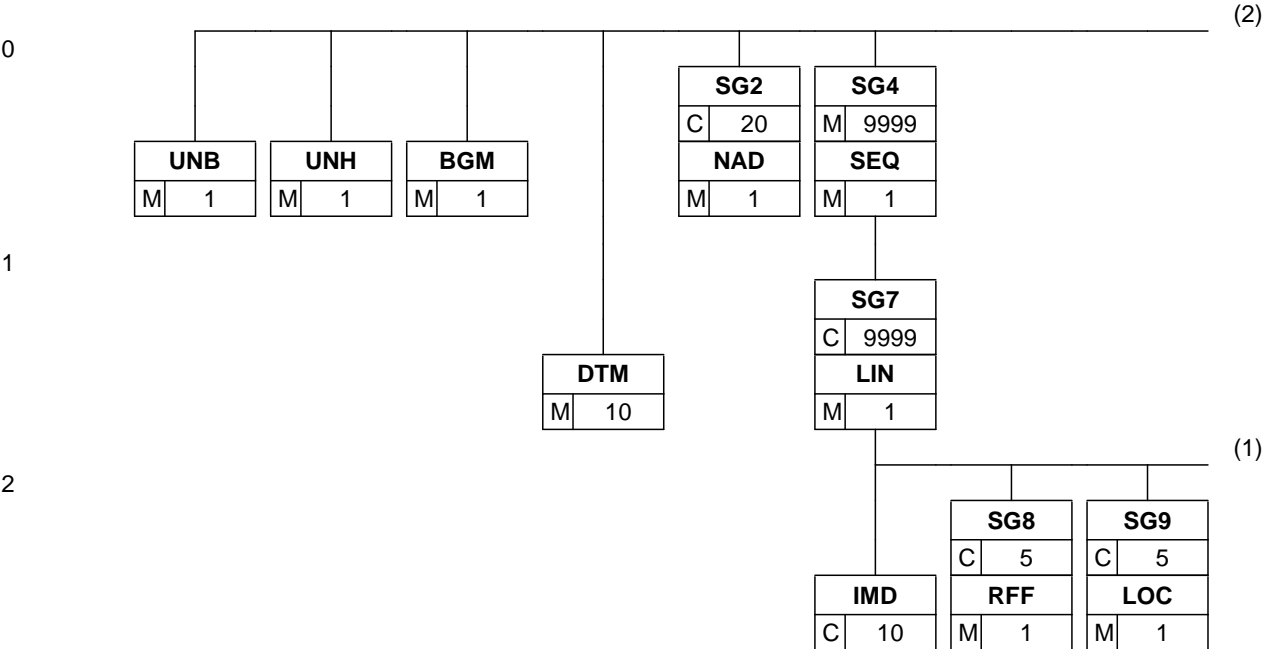 (2)
0
SG2 SG4
C 20 M 9999
UNB UNH BGM NAD SEQ
M 1 M 1 M 1 M 1 M 1
1
SG7
C 9999
DTM LIN
M 10 M 1
(1)
2
SG8 SG9
C 5 C 5
IMD RFF LOC
C 10 M 1 M 1